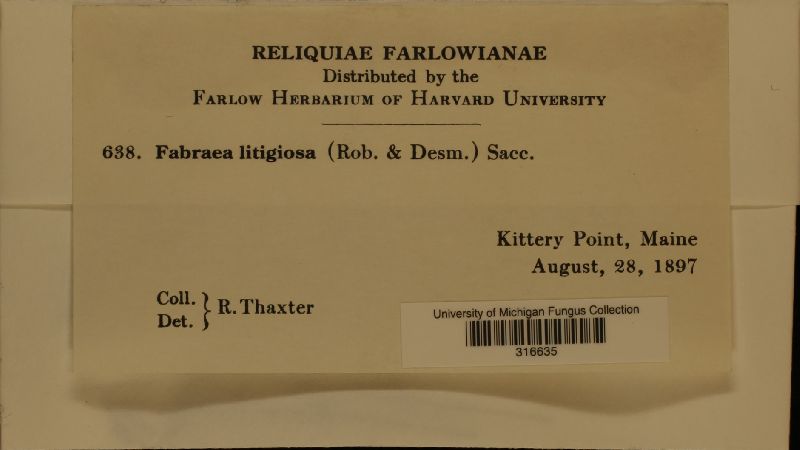 RELIQUIAE FARLOWIANAE
Distributed by the
FARLOW HERBARIUM OF HARVARD UNIVERSITY
638. Fabraea litigiosa (Rob. & Desm.) Sacc.
Kittery Point, Maine
August, 28, 1897
Coll.
Det. } R. Thaxter
University of Michigan Fungus Collection
316635